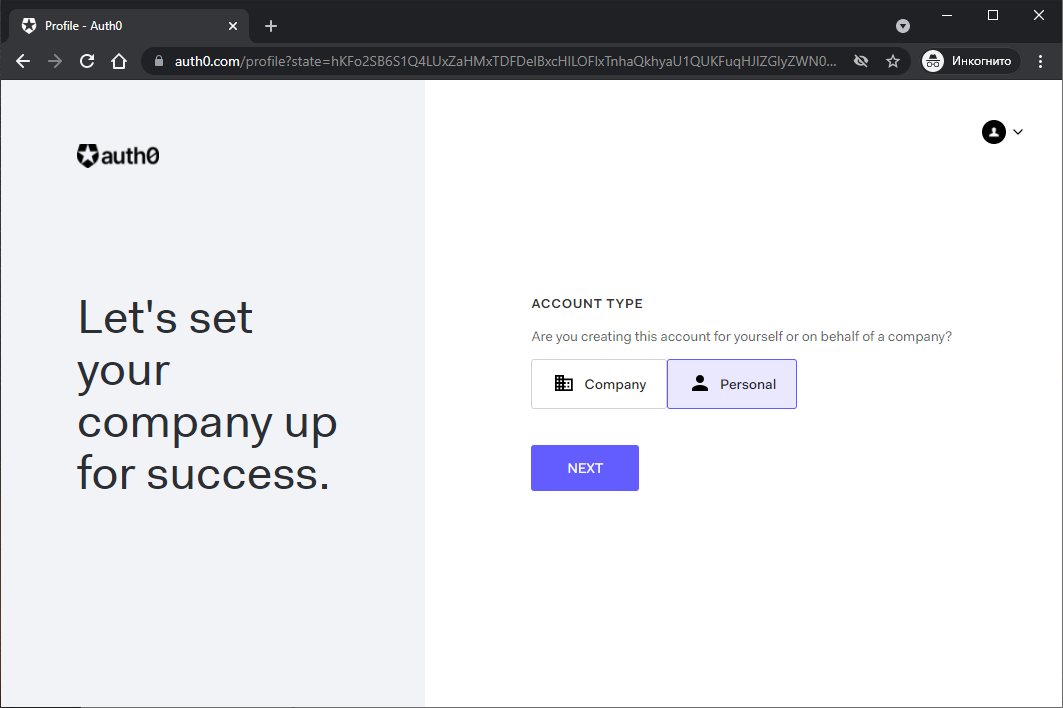 Profile - Auth0
auth0.com/profile?state=hKFo2SB6S1Q4LUxZaHMxTDFDelBxcHlLOFlxTnhaQkhyaU1QUKFuqHJlZGlyZWN0...
Инкогнито
auth0
Let's set
your
company up
for success.
ACCOUNT TYPE
Are you creating this account for yourself or on behalf of a company?
Company
Personal
NEXT